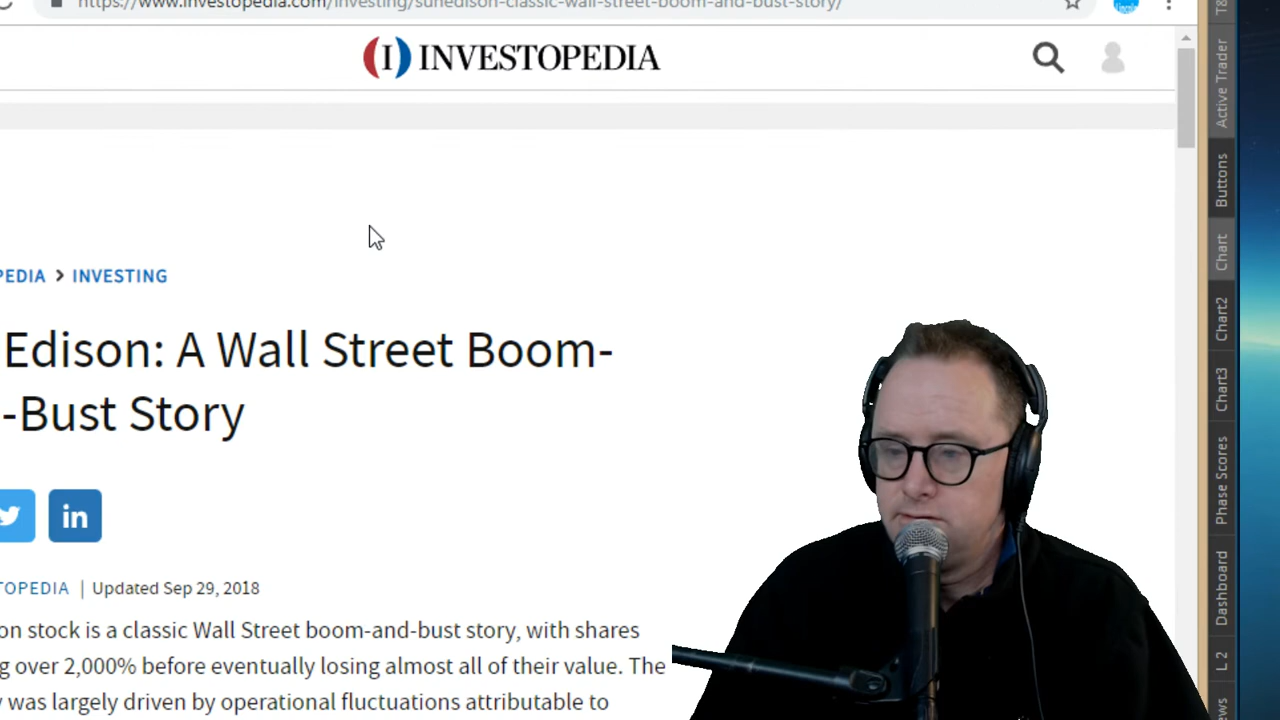 https://www.investopedia.com/investing/sunedison-classic-wall-street-boom-and-bust-story/
INVESTOPEDIA
PEDIA > INVESTING
Edison: A Wall Street Boom-
-Bust Story
in
TOPEDIA | Updated Sep 29, 2018
on stock is a classic Wall Street boom-and-bust story, with shares
g over 2,000% before eventually losing almost all of their value. The
y was largely driven by operational fluctuations attributable to
T&
Active Trader
Buttons
Chart
Chart2
Chart3
Phase Scores
Dashboard
L 2
ews